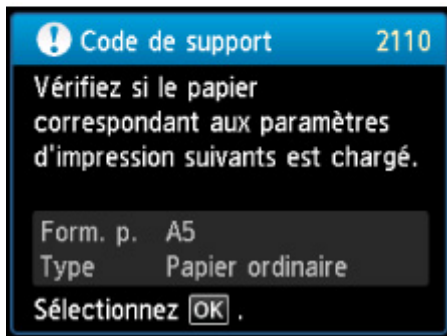 Code de support 2110
Vérifiez si le papier
correspondant aux paramètres
d'impression suivants est chargé.
Form. p. A5
Type Papier ordinaire
Sélectionnez OK .